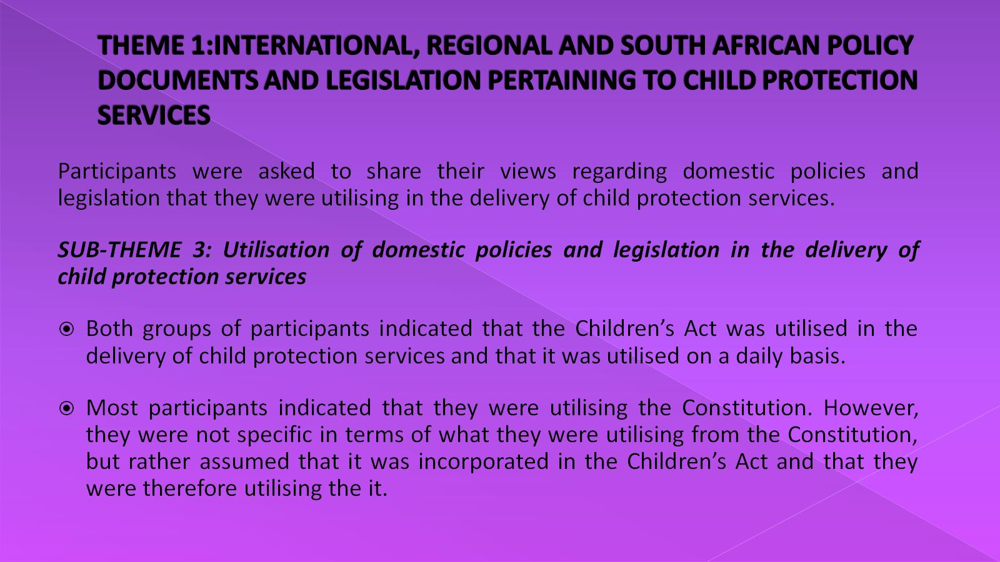 THEME 1:INTERNATIONAL, REGIONAL AND SOUTH AFRICAN POLICY
DOCUMENTS AND LEGISLATION PERTAINING TO CHILD PROTECTION
SERVICES
Participants were asked to share their views regarding domestic policies and
legislation that they were utilising in the delivery of child protection services.
SUB-THEME 3: Utilisation of domestic policies and legislation in the delivery of
child protection services
Both groups of participants indicated that the Children’s Act was utilised in the
delivery of child protection services and that it was utilised on a daily basis.
Most participants indicated that they were utilising the Constitution. However,
they were not specific in terms of what they were utilising from the Constitution,
but rather assumed that it was incorporated in the Children’s Act and that they
were therefore utilising the it.